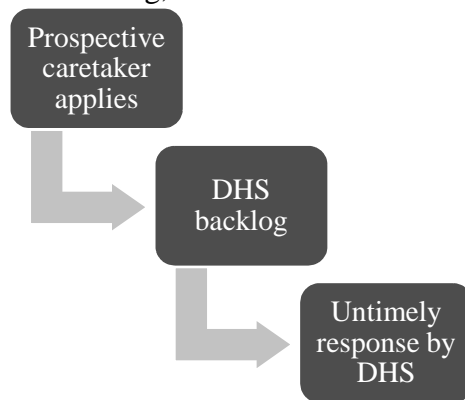 Prospective
caretaker
applies
DHS
backlog
Untimely
response by
DHS